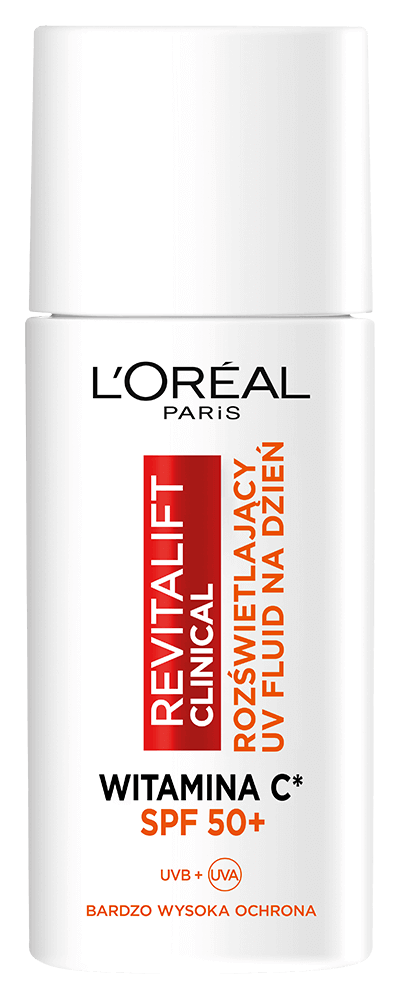 L'ORÉAL
PARiS
REVITALIFT
CLINICAL
ROZŚWIETLAJĄCY
UV FLUID NA DZIEŃ
WITAMINA C*
SPF 50+
UVB + UVA
BARDZO WYSOKA OCHRONA